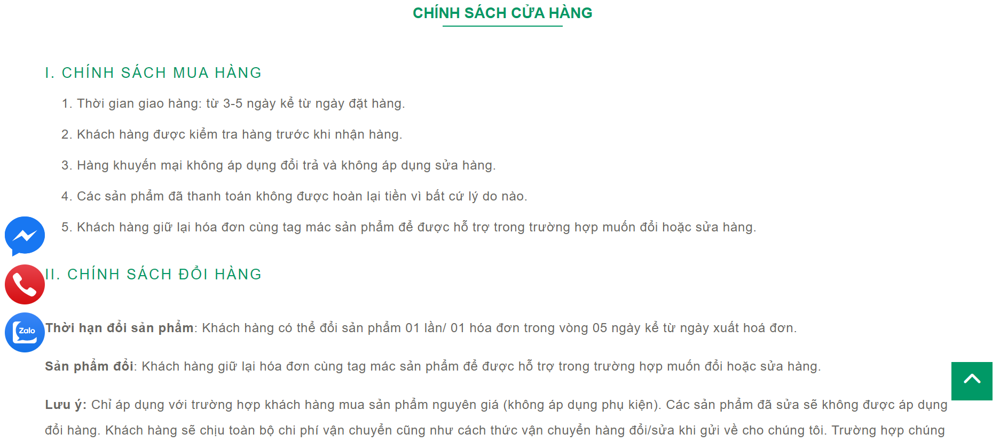 CHÍNH SÁCH CỬA HÀNG
I. CHÍNH SÁCH MUA HÀNG
1. Thời gian giao hàng: từ 3-5 ngày kể từ ngày đặt hàng.
2. Khách hàng được kiểm tra hàng trước khi nhận hàng.
3. Hàng khuyến mại không áp dụng đổi trả và không áp dụng sửa hàng.
4. Các sản phẩm đã thanh toán không được hoàn lại tiền vì bất cứ lý do nào.
5. Khách hàng giữ lại hóa đơn cùng tag mác sản phẩm để được hỗ trợ trong trường hợp muốn đổi hoặc sửa hàng.
II. CHÍNH SÁCH ĐỔI HÀNG
Zalo
Thời hạn đổi sản phẩm: Khách hàng có thể đổi sản phẩm 01 lần/ 01 hóa đơn trong vòng 05 ngày kể từ ngày xuất hoá đơn.
Sản phẩm đổi: Khách hàng giữ lại hóa đơn cùng tag mác sản phẩm để được hỗ trợ trong trường hợp muốn đổi hoặc sửa hàng.
Lưu ý: Chỉ áp dụng với trường hợp khách hàng mua sản phẩm nguyên giá (không áp dụng phụ kiện). Các sản phẩm đã sửa sẽ không được áp dụng
đổi hàng. Khách hàng sẽ chịu toàn bộ chi phí vận chuyển cũng như cách thức vận chuyển hàng đổi/sửa khi gửi về cho chúng tôi. Trường hợp chúng